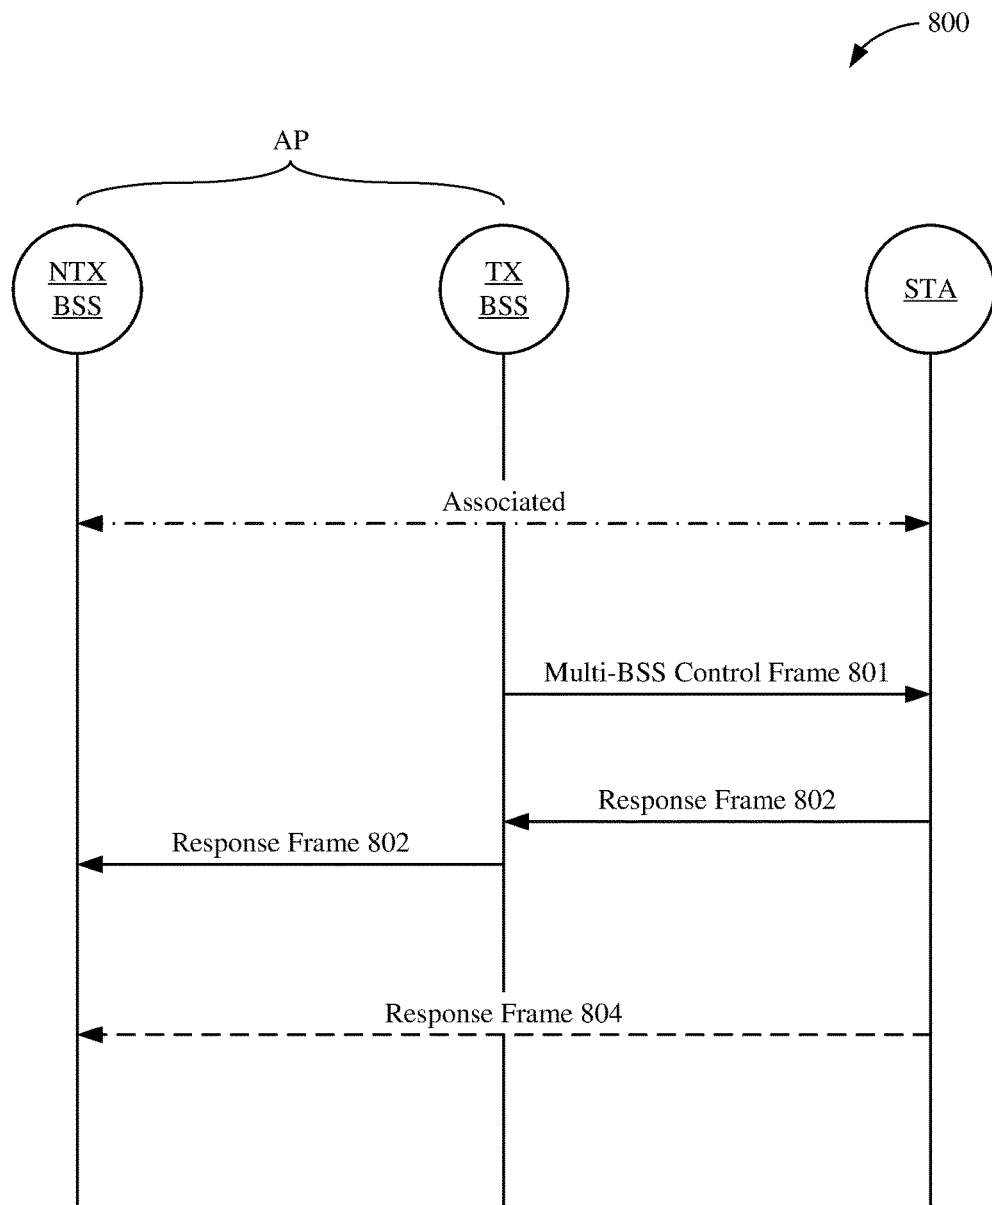 800
AP
NTX
BSS
TX
BSS
STA
Associated
Multi-BSS Control Frame 801
Response Frame 802
Response Frame 802
Response Frame 804